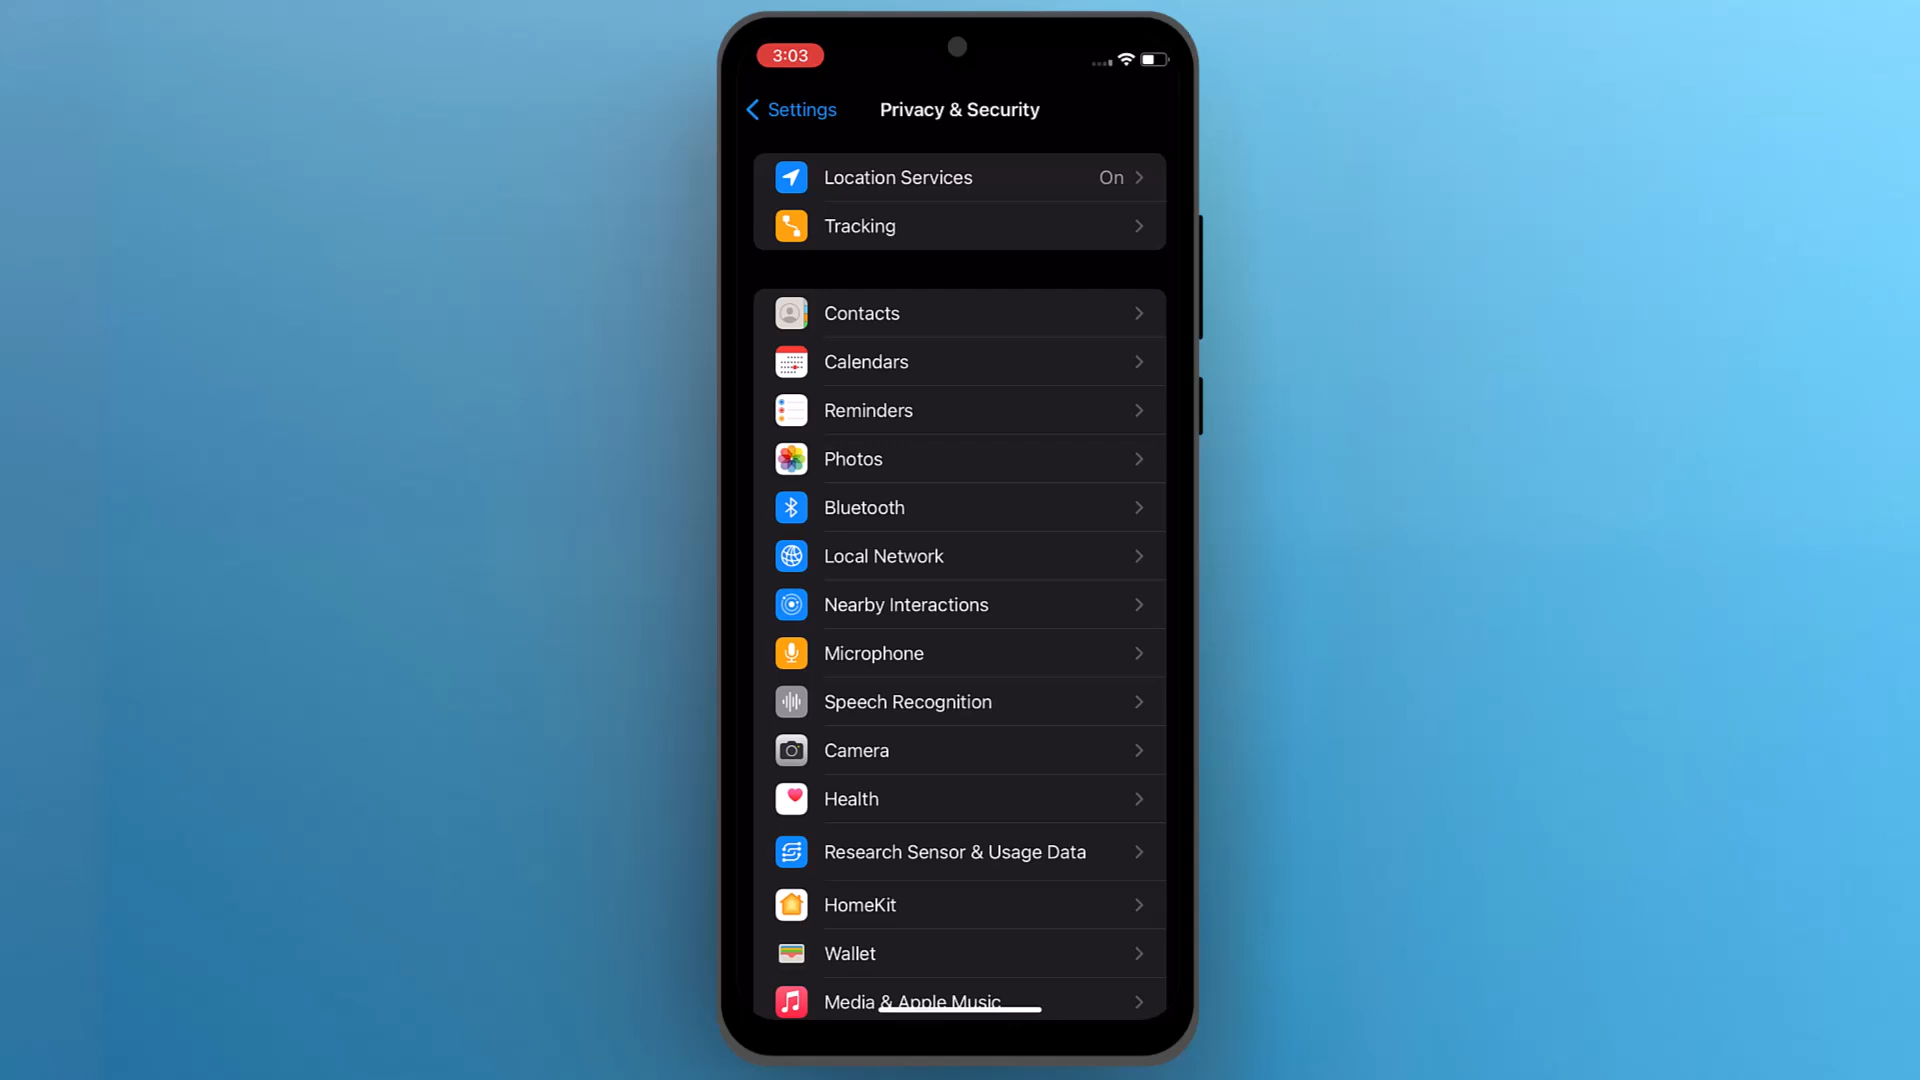 3:03
Settings
Privacy & Security
Location Services On
Tracking
Contacts
Calendars
Reminders
Photos
Bluetooth
Local Network
Nearby Interactions
Microphone
Speech Recognition
Camera
Health
Research Sensor & Usage Data
HomeKit
Wallet
Media & Apple Music